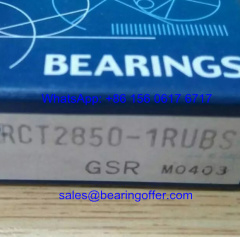 BEARINGS
RCT2850-1RUBS
GSR M0403
sales@bearingoffer.com